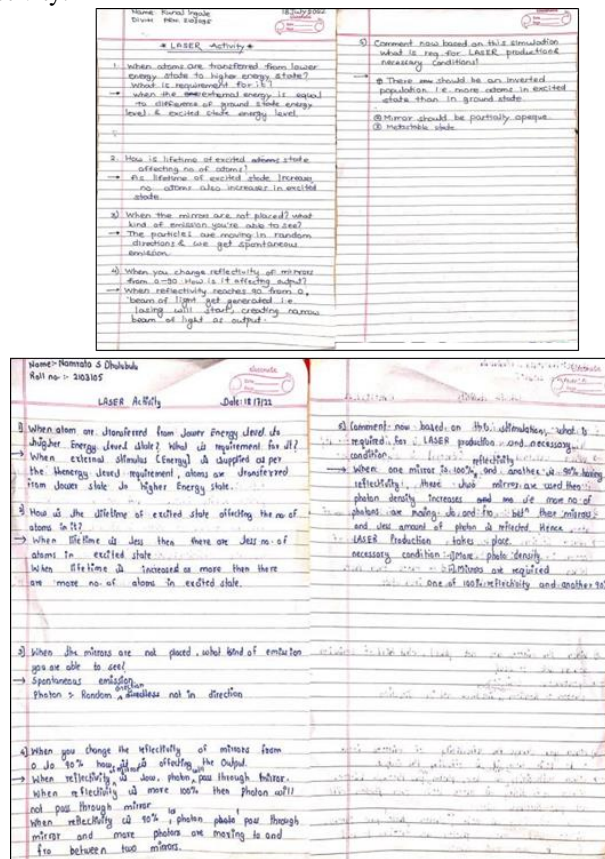 Name: Kunal Ingale
18 July 2022
Div:
classmate
* LASER Activity *
1. When atoms are transferred from lower
energy state to higher energy state?
What is requirement for it?
→ When the external energy is equal
to difference of ground state energy
level & excited state energy level.
2. How is lifetime of excited state
affecting no of atoms?
→ As lifetime of excited state increases
no atoms also increases in excited
state.
3) When the mirrors are not placed? what
kind of emission you're able to see?
→ The particles are moving in random
directions & we get spontaneous
emission.
4) When you change reflectivity of mirrors
from 0-90 How is it affecting output?
→ When reflectivity reaches 90 from 0,
beam of light get generated i.e.
lasing will start, creating narrow
beam of light as output.
classmate
5) Comment now based on this simulation
what is req. for LASER production &
necessary conditions!
→ There should be an inverted
population i.e. more atoms in excited
state than in ground state.
② Mirror should be partially opaque.
③ Metastable state
Name:- Namrata S
Roll no :- 2103105
classmate
LASER Activity
Date: 18/7/22
1) When atom are transferred from lower Energy level to
higher Energy level state? What is requirement for it?
→ When external stimulus (Energy) is supplied as per
the energy level requirement, atoms are transferred
from lower state to higher Energy state.
2) How is the lifetime of excited state affecting the no of
atoms in it?
→ When lifetime is less then there are less no. of
atoms in excited state
When lifetime is increased or more then there
are more no. of atoms in excited state.
3) When the mirrors are not placed, what kind of emission
you are able to see?
→ Spontaneous emission
Photon :- Random direction not in direction
4) When you change the reflectivity of mirrors from
0 to 90% how it is affecting the Output.
→ When reflectivity is low, photon pass through mirror.
When reflectivity is more 100% then photon will
not pass through mirror
When reflectivity is 90%, photon pass through
mirror and more photons are moving to and
fro between two mirrors.
classmate
5) Comment now based on this stimulation, what is
required for LASER production and necessary
condition.
→ When one mirror is 100% and another is 90% having
reflectivity, these two mirrors are used then
photon density increases and i.e more no of
photons are moving to and fro betn these mirrors
and less amount of photon is reflected. Hence
LASER Production takes place.
necessary condition :- 1) More photo density.
2) Mirrors are required
one of 100% reflectivity and another 90%